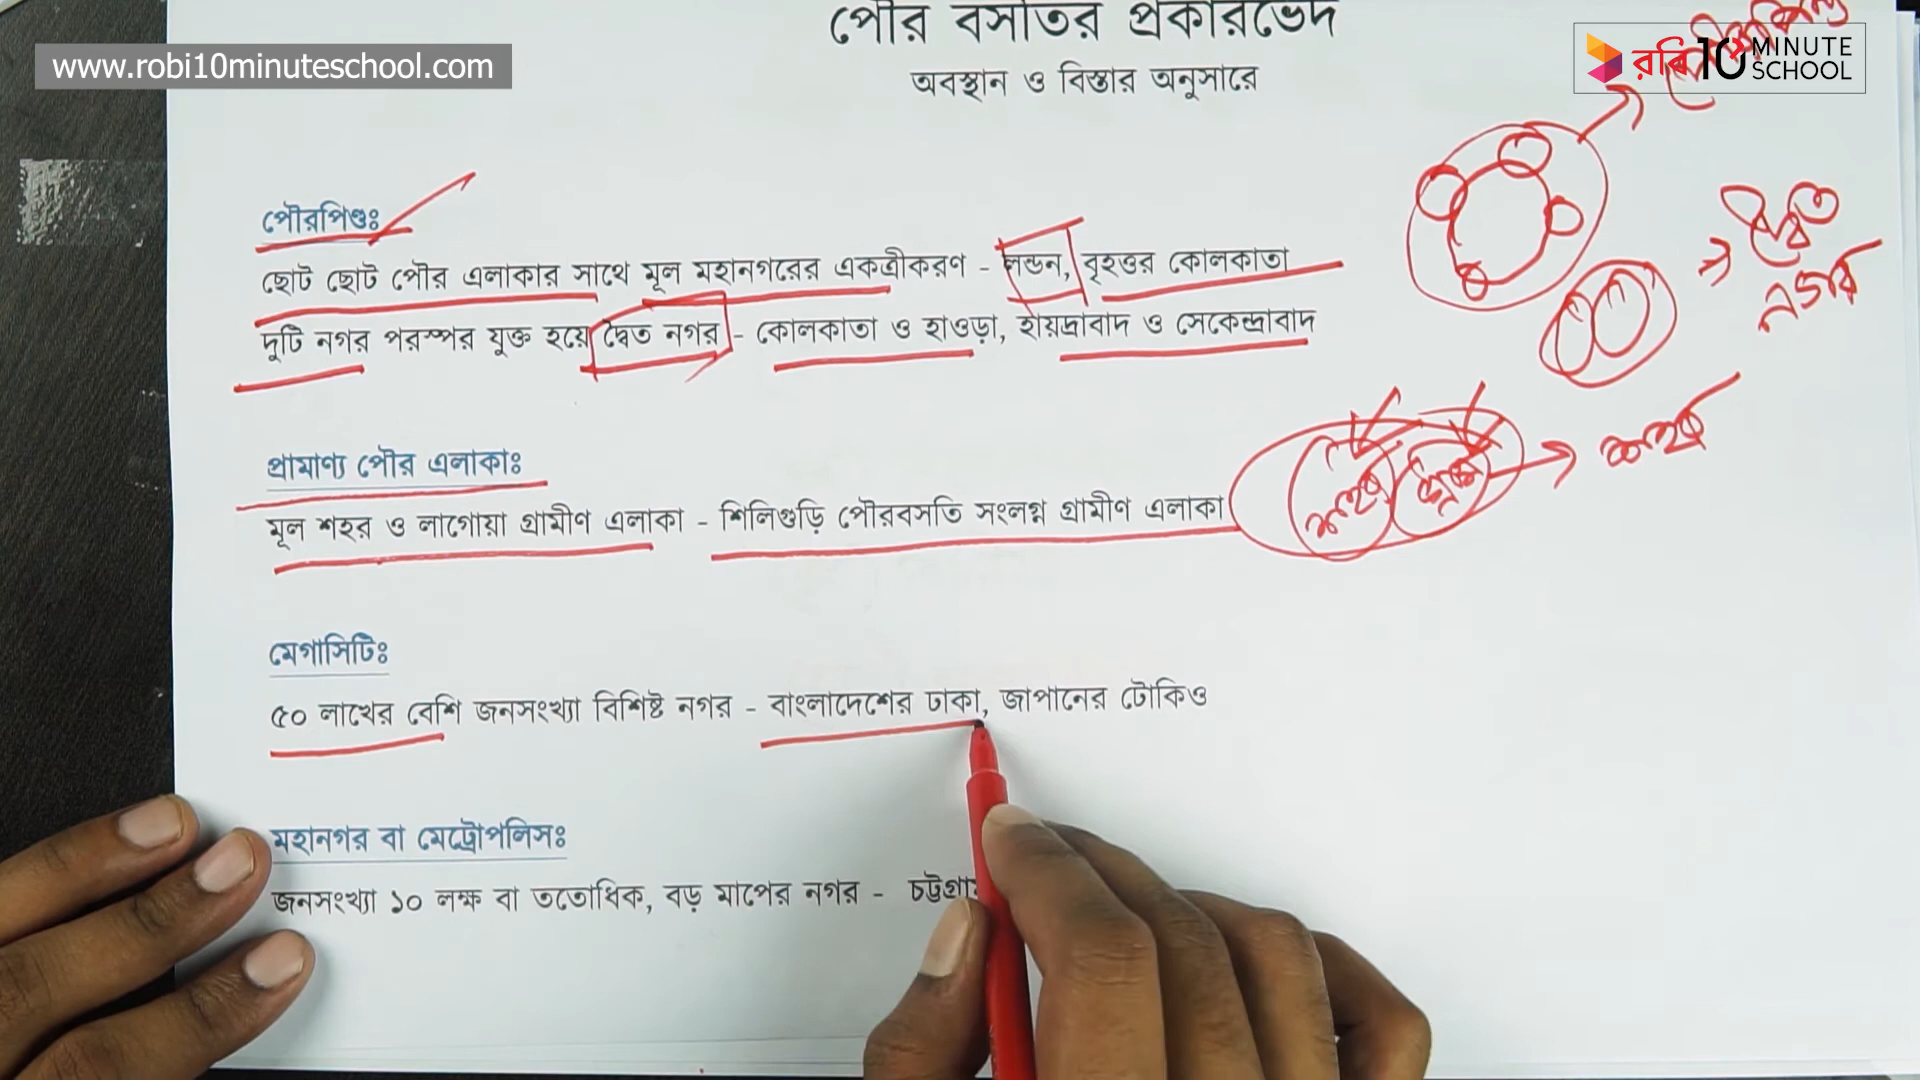 পৌর বসতির প্রকারভেদ
অবস্থান ও বিস্তার অনুসারে
www.robi10minuteschool.com
রবি 10 MINUTE SCHOOL
পৌরপিণ্ডঃ
ছোট ছোট পৌর এলাকার সাথে মূল মহানগরের একত্রীকরণ - লন্ডন, বৃহত্তর কোলকাতা
দুটি নগর পরস্পর যুক্ত হয়ে দ্বৈত নগর - কোলকাতা ও হাওড়া, হায়দ্রাবাদ ও সেকেন্দ্রাবাদ
দ্বৈত
নগর
প্রামাণ্য পৌর এলাকাঃ
মূল শহর ও লাগোয়া গ্রামীণ এলাকা - শিলিগুড়ি পৌরবসতি সংলগ্ন গ্রামীণ এলাকা
শহর
মেগাসিটিঃ
৫০ লাখের বেশি জনসংখ্যা বিশিষ্ট নগর - বাংলাদেশের ঢাকা, জাপানের টোকিও
মহানগর বা মেট্রোপলিসঃ
জনসংখ্যা ১০ লক্ষ বা ততোধিক, বড় মাপের নগর -